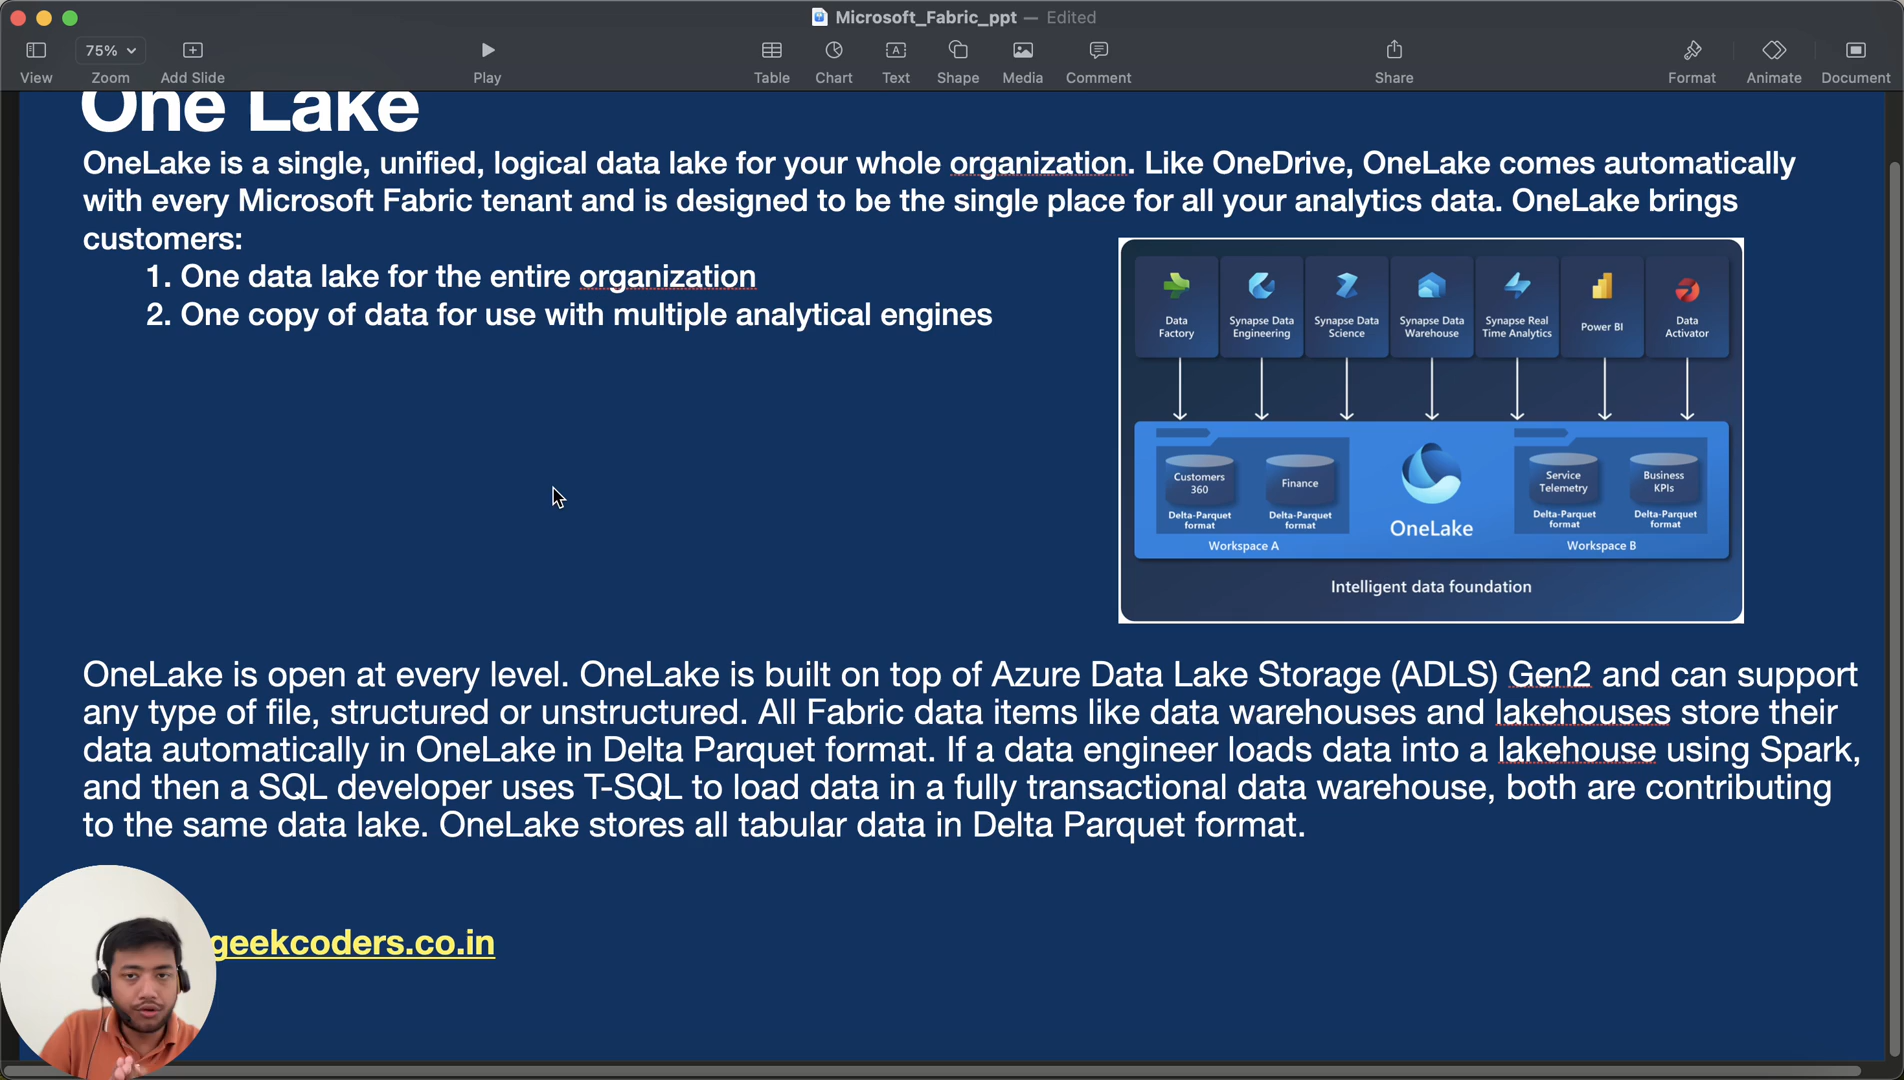 Microsoft_Fabric_ppt — Edited
75%
View
Zoom
Add Slide
Play
Table
Chart
Text
Shape
Media
Comment
Share
Format
Animate
Document
One Lake
OneLake is a single, unified, logical data lake for your whole organization. Like OneDrive, OneLake comes automatically
with every Microsoft Fabric tenant and is designed to be the single place for all your analytics data. OneLake brings
customers:
1. One data lake for the entire organization
2. One copy of data for use with multiple analytical engines
Data
Factory
Synapse Data
Engineering
Synapse Data
Science
Synapse Data
Warehouse
Synapse Real
Time Analytics
Power BI
Data
Activator
Customers
360
Delta-Parquet
format
Finance
Delta-Parquet
format
Workspace A
OneLake
Service
Telemetry
Delta-Parquet
format
Business
KPIs
Delta-Parquet
format
Workspace B
Intelligent data foundation
OneLake is open at every level. OneLake is built on top of Azure Data Lake Storage (ADLS) Gen2 and can support
any type of file, structured or unstructured. All Fabric data items like data warehouses and lakehouses store their
data automatically in OneLake in Delta Parquet format. If a data engineer loads data into a lakehouse using Spark,
and then a SQL developer uses T-SQL to load data in a fully transactional data warehouse, both are contributing
to the same data lake. OneLake stores all tabular data in Delta Parquet format.
geekcoders.co.in